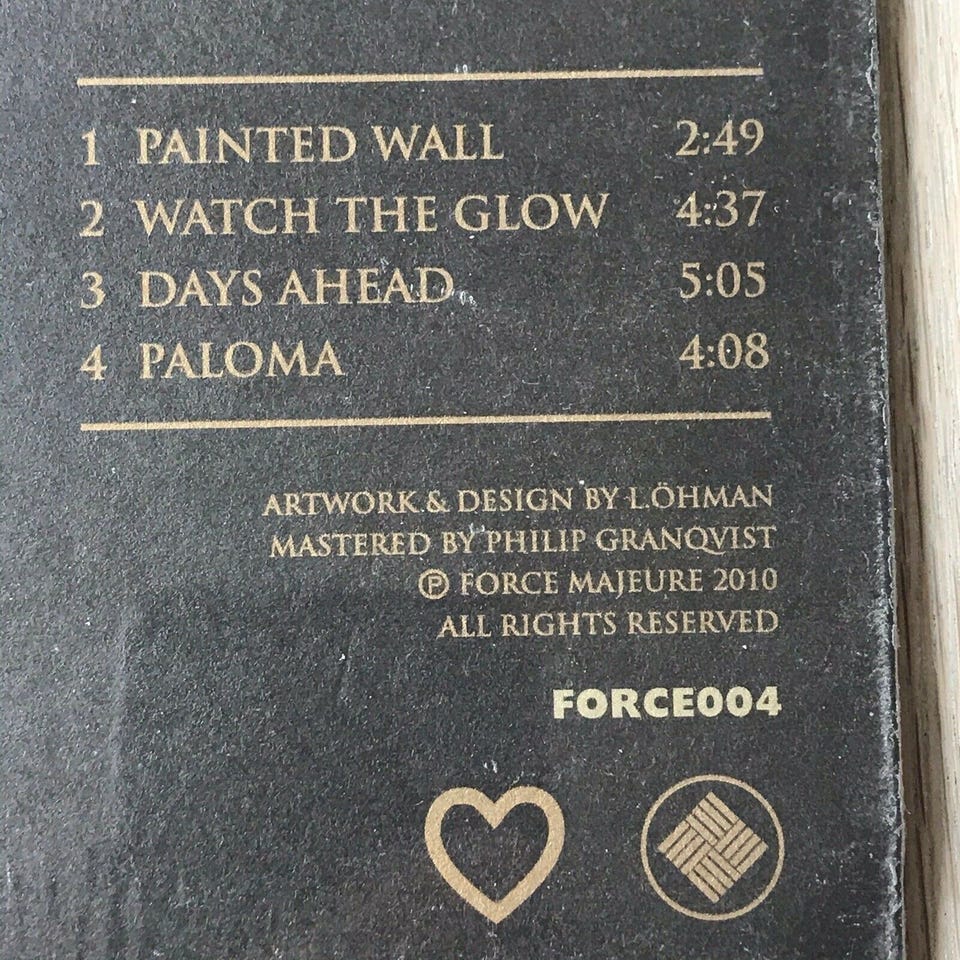 1 PAINTED WALL 2:49
2 WATCH THE GLOW 4:37
3 DAYS AHEAD 5:05
4 PALOMA 4:08
ARTWORK & DESIGN BY L.ÖHMAN
MASTERED BY PHILIP GRANQVIST
Ⓟ FORCE MAJEURE 2010
ALL RIGHTS RESERVED
FORCE004